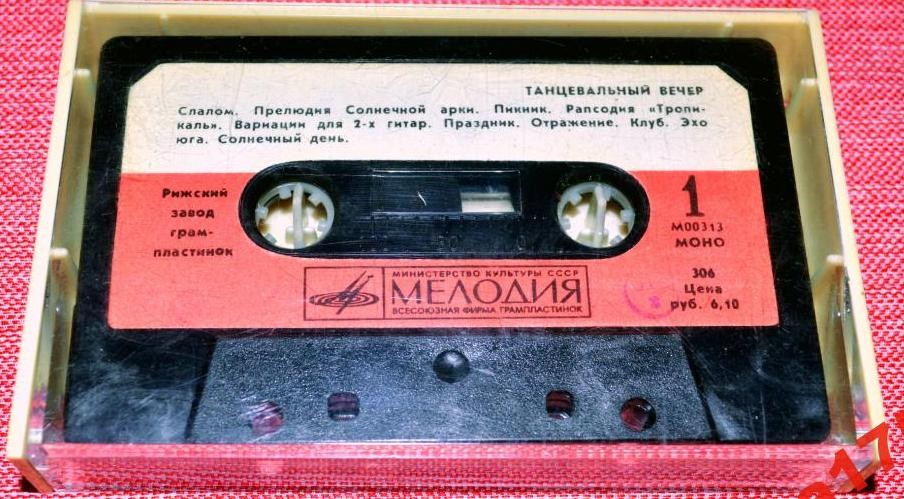 ТАНЦЕВАЛЬНЫЙ ВЕЧЕР
Слалом. Прелюдия Солнечной арки. Пикник. Рапсодия «Тропи-
каль». Вариации для 2-х гитар. Праздник. Отражение. Клуб. Эхо
юга. Солнечный день.
Рижский
завод
грам-
пластинок
1
М00313
МОНО
МИНИСТЕРСТВО КУЛЬТУРЫ СССР
МЕЛОДИЯ
ВСЕСОЮЗНАЯ ФИРМА ГРАМПЛАСТИНОК
306
Цена
руб. 6,10